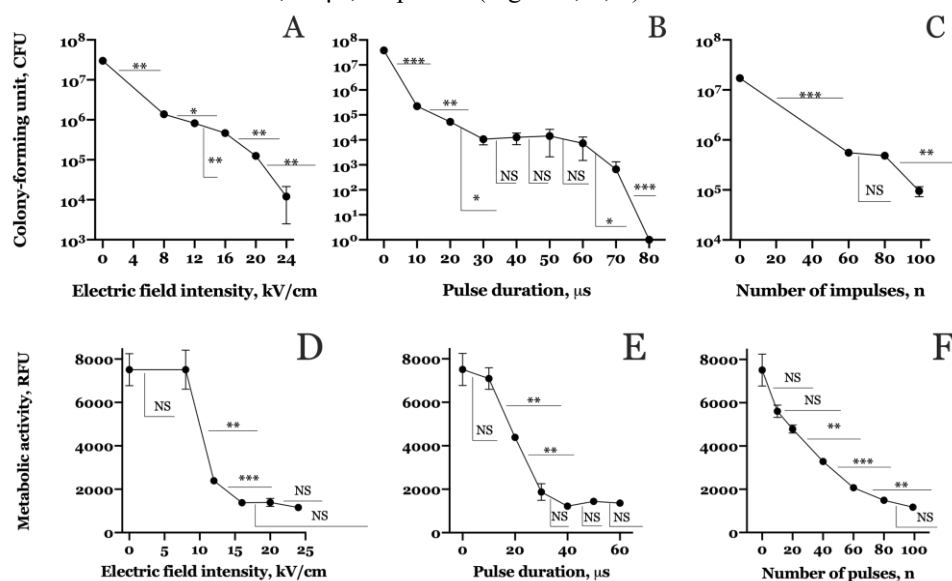 A
B
C
Colony-forming unit, CFU
10⁸
10⁷
10⁶
10⁵
10⁴
10³
**
*
**
**
**
0 8 12 16 20 24
Electric field intensity, kV/cm
10⁸
10⁷
10⁶
10⁵
10⁴
10³
10²
10¹
10⁰
***
**
*
NS
NS
NS
*
***
0 10 20 30 40 50 60 70 80
Pulse duration, μs
10⁸
10⁷
10⁶
10⁵
10⁴
***
NS
**
0 20 40 60 80 100
Number of impulses, n
D
E
F
Metabolic activity, RFU
8000
6000
4000
2000
0
NS
**
***
NS
NS
0 5 10 15 20 25
Electric field intensity, kV/cm
8000
6000
4000
2000
0
NS
**
**
NS
NS
NS
0 20 40 60
Pulse duration, μs
8000
6000
4000
2000
0
NS
NS
**
***
**
NS
0 20 40 60 80 100
Number of pulses, n